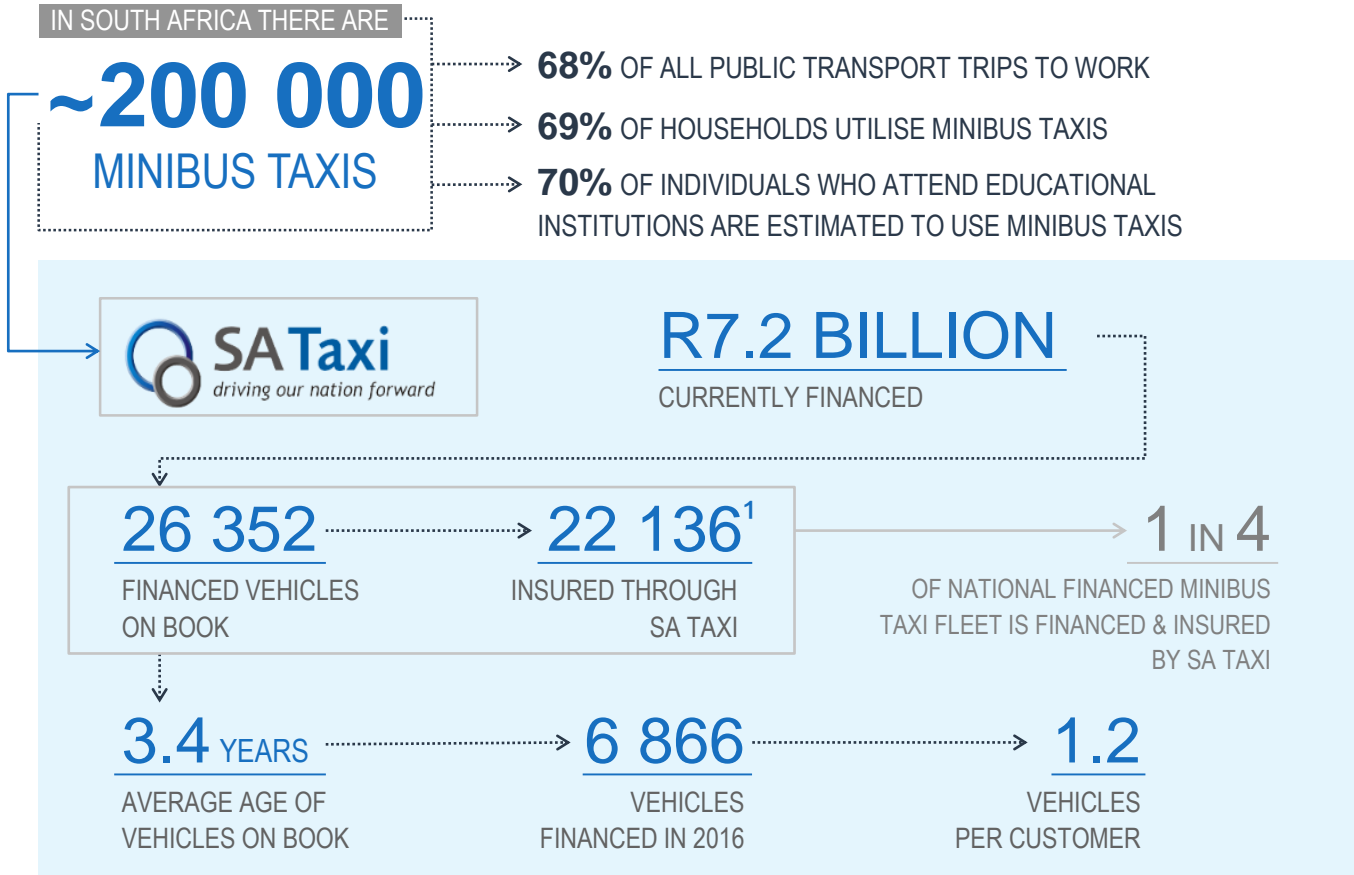 IN SOUTH AFRICA THERE ARE
~200 000
MINIBUS TAXIS
68% OF ALL PUBLIC TRANSPORT TRIPS TO WORK
69% OF HOUSEHOLDS UTILISE MINIBUS TAXIS
70% OF INDIVIDUALS WHO ATTEND EDUCATIONAL
INSTITUTIONS ARE ESTIMATED TO USE MINIBUS TAXIS
SA Taxi
driving our nation forward
R7.2 BILLION
CURRENTLY FINANCED
26 352
FINANCED VEHICLES
ON BOOK
22 136¹
INSURED THROUGH
SA TAXI
1 IN 4
OF NATIONAL FINANCED MINIBUS
TAXI FLEET IS FINANCED & INSURED
BY SA TAXI
3.4 YEARS
AVERAGE AGE OF
VEHICLES ON BOOK
6 866
VEHICLES
FINANCED IN 2016
1.2
VEHICLES
PER CUSTOMER